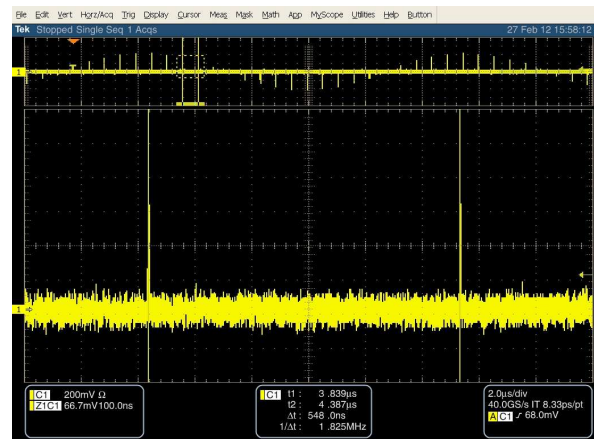 File Edit Vert Horz/Acq Trig Display Cursor Meas Mask Math App MyScope Utilities Help Button
Tek Stopped Single Seq 1 Acqs 27 Feb 12 15:58:12
1
T
1
C1 200mV Ω
Z1C1 66.7mV 100.0ns
C1 t1 : 3 .839µs
t2 : 4 .387µs
Δt : 548 .0ns
1/Δt : 1 .825MHz
2.0µs/div
40.0GS/s IT 8.33ps/pt
A C1 68.0mV